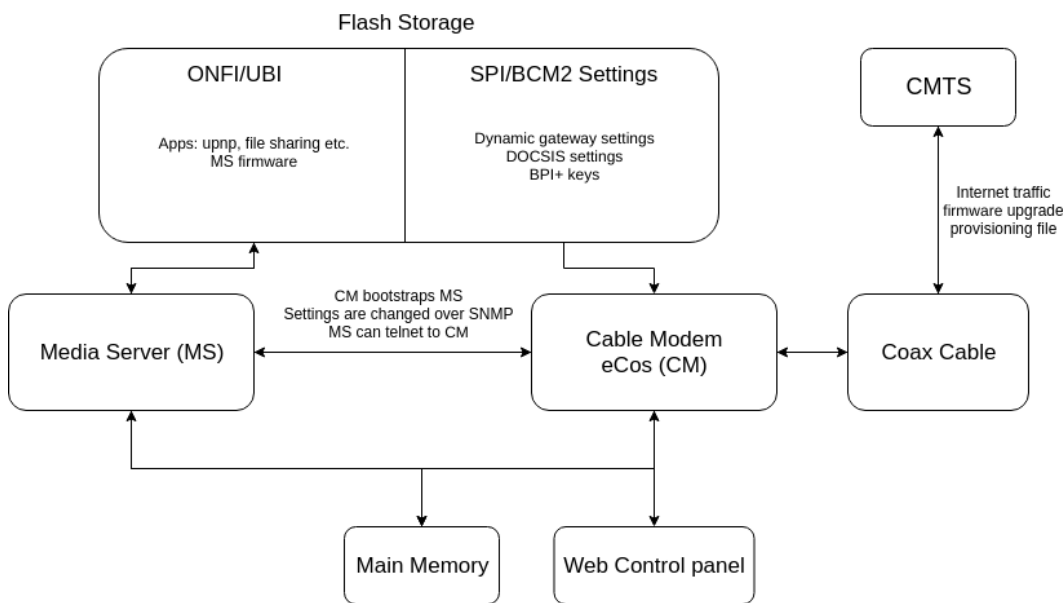 Flash Storage
ONFI/UBI
Apps: upnp, file sharing etc.
MS firmware
SPI/BCM2 Settings
Dynamic gateway settings
DOCSIS settings
BPI+ keys
CMTS
Internet traffic
firmware upgrade
provisioning file
CM bootstraps MS
Settings are changed over SNMP
MS can telnet to CM
Media Server (MS)
Cable Modem
eCos (CM)
Coax Cable
Main Memory
Web Control panel